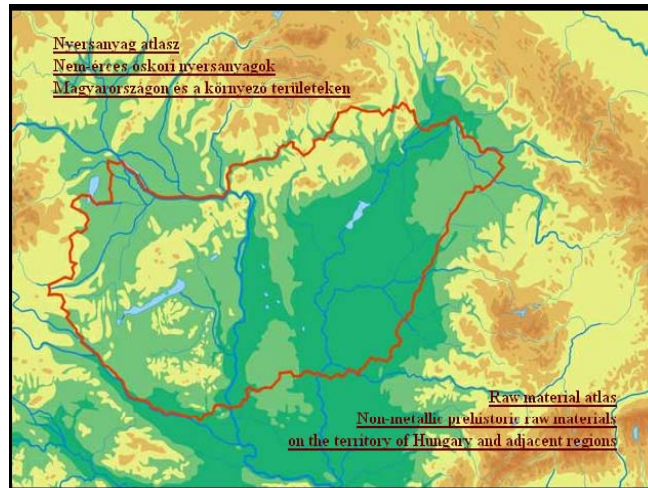 Nyersanyag atlasz
Nem-érces őskori nyersanyagok
Magyarországon és a környező területeken
Raw material atlas
Non-metallic prehistoric raw materials
on the territory of Hungary and adjacent regions